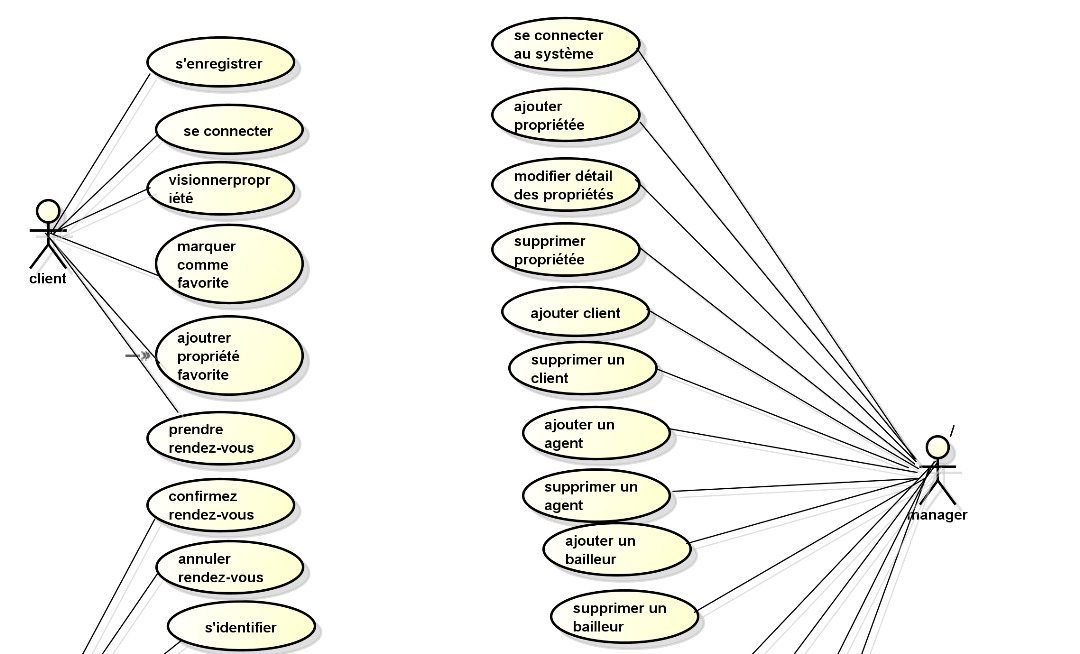 s'enregistrer
se connecter
visionnerpropr
iété
marquer
comme
favorite
client
ajoutrer
propriété
favorite
prendre
rendez-vous
confirmez
rendez-vous
annuler
rendez-vous
s'identifier
se connecter
au système
ajouter
propriétée
modifier détail
des propriétés
supprimer
propriétée
ajouter client
supprimer un
client
ajouter un
agent
supprimer un
agent
ajouter un
bailleur
supprimer un
bailleur
/
manager